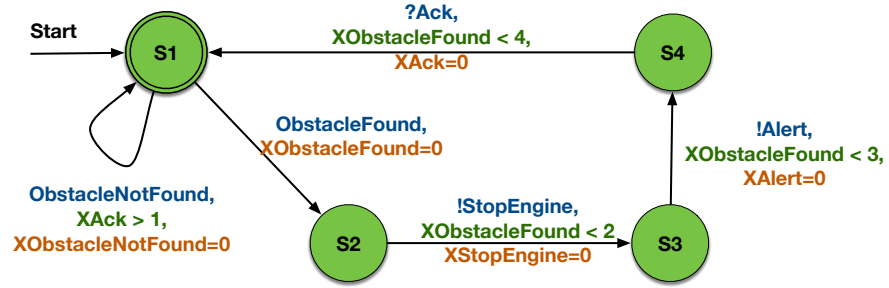 Start
S1
?Ack,
XObstacleFound < 4,
XAck=0
S4
ObstacleFound,
XObstacleFound=0
!Alert,
XObstacleFound < 3,
XAlert=0
ObstacleNotFound,
XAck > 1,
XObstacleNotFound=0
S2
!StopEngine,
XObstacleFound < 2
XStopEngine=0
S3